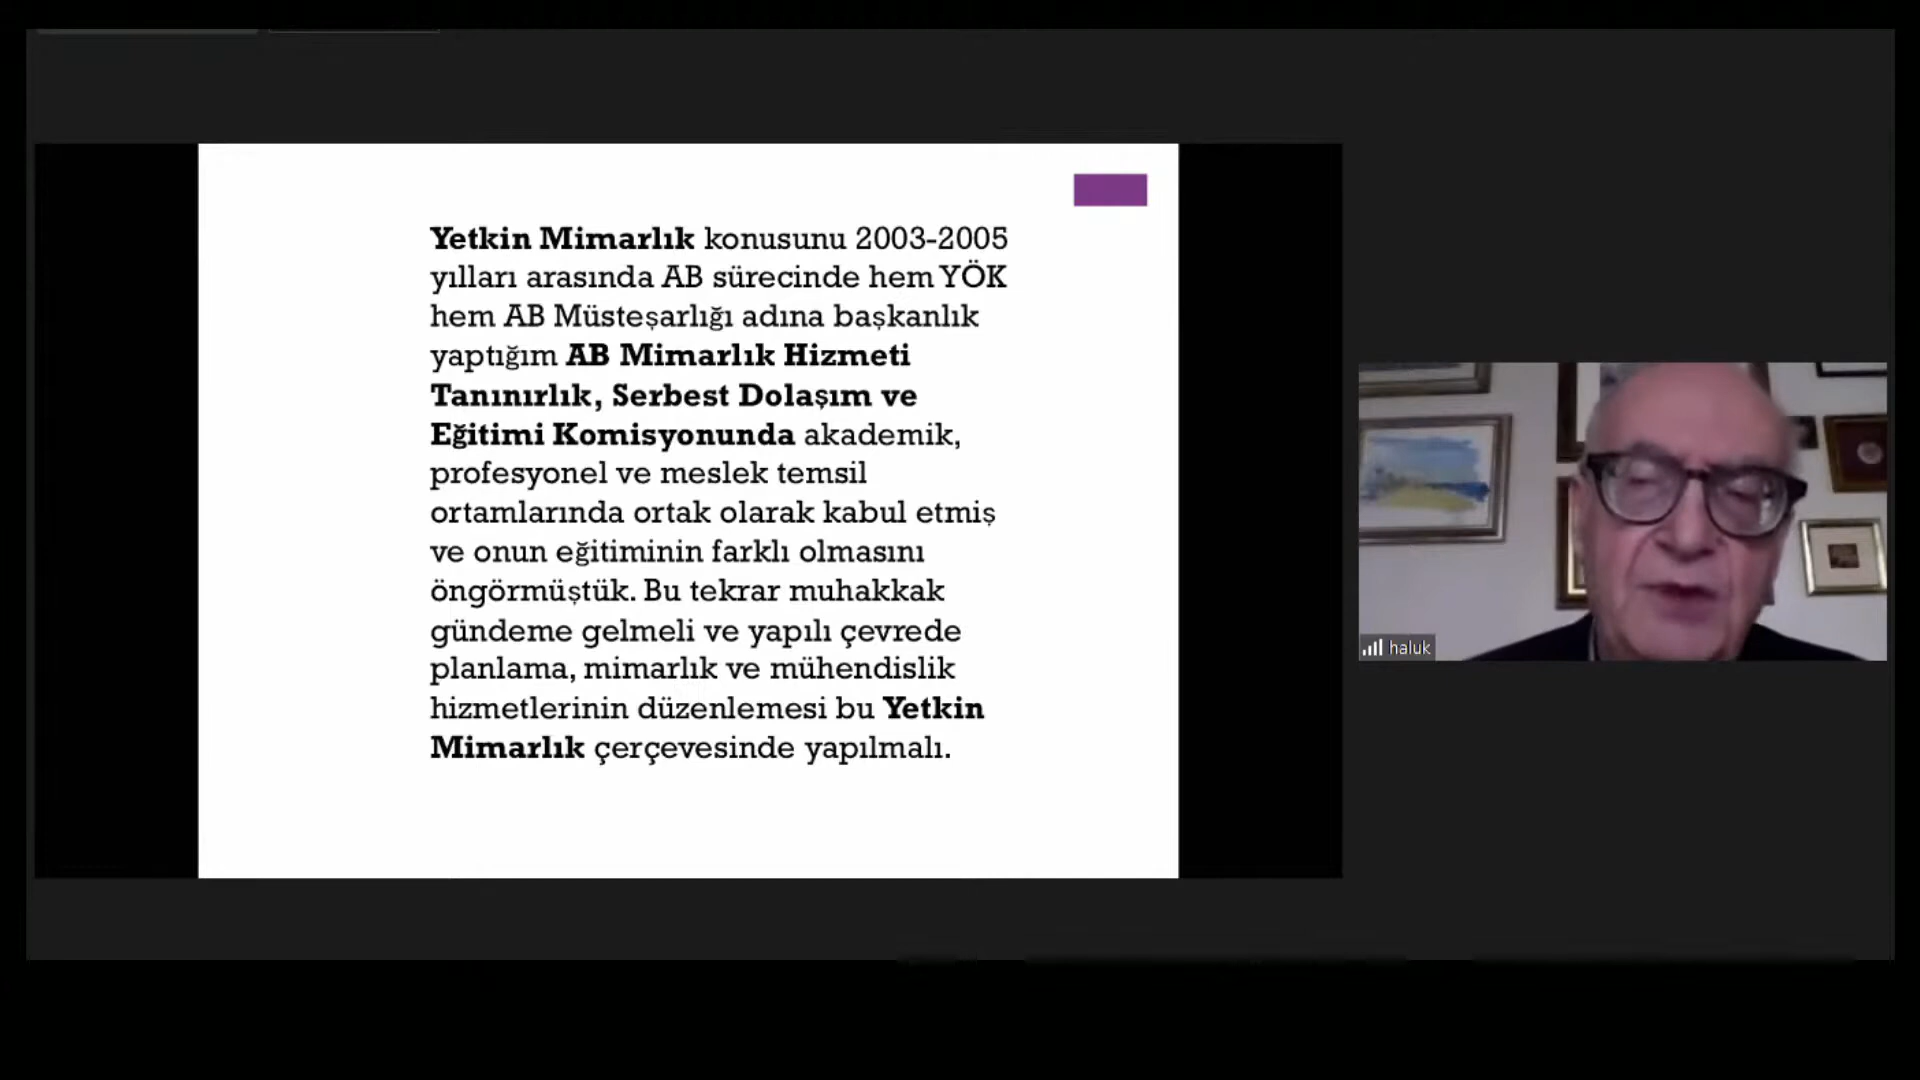 Yetkin Mimarlık konusunu 2003-2005
yılları arasında AB sürecinde hem YÖK
hem AB Müsteşarlığı adına başkanlık
yaptığım AB Mimarlık Hizmeti
Tanınırlık, Serbest Dolaşım ve
Eğitimi Komisyonunda akademik,
profesyonel ve meslek temsil
ortamlarında ortak olarak kabul etmiş
ve onun eğitiminin farklı olmasını
öngörmüştük. Bu tekrar muhakkak
gündeme gelmeli ve yapılı çevrede
planlama, mimarlık ve mühendislik
hizmetlerinin düzenlemesi bu Yetkin
Mimarlık çerçevesinde yapılmalı.
haluk